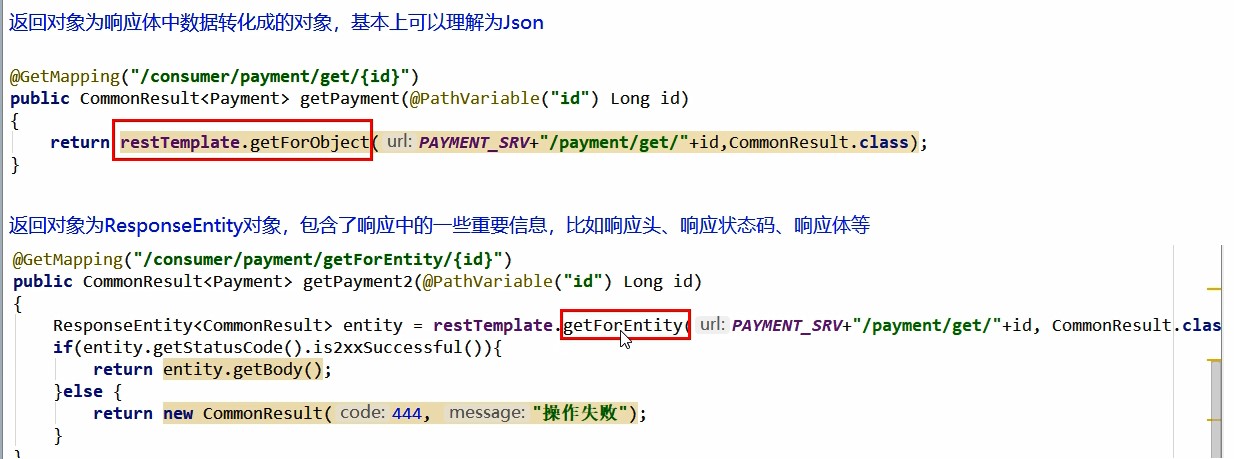 返回对象为响应体中数据转化成的对象，基本上可以理解为Json
@GetMapping("/consumer/payment/get/{id}")
public CommonResult<Payment> getPayment(@PathVariable("id") Long id)
{
return restTemplate.getForObject( url: PAYMENT_SRV+"/payment/get/"+id,CommonResult.class);
}
返回对象为ResponseEntity对象，包含了响应中的一些重要信息，比如响应头、响应状态码、响应体等
@GetMapping("/consumer/payment/getForEntity/{id}")
public CommonResult<Payment> getPayment2(@PathVariable("id") Long id)
{
ResponseEntity<CommonResult> entity = restTemplate.getForEntity( url: PAYMENT_SRV+"/payment/get/"+id, CommonResult.clas
if(entity.getStatusCode().is2xxSuccessful()){
return entity.getBody();
}else {
return new CommonResult( code: 444, message: "操作失败");
}
}